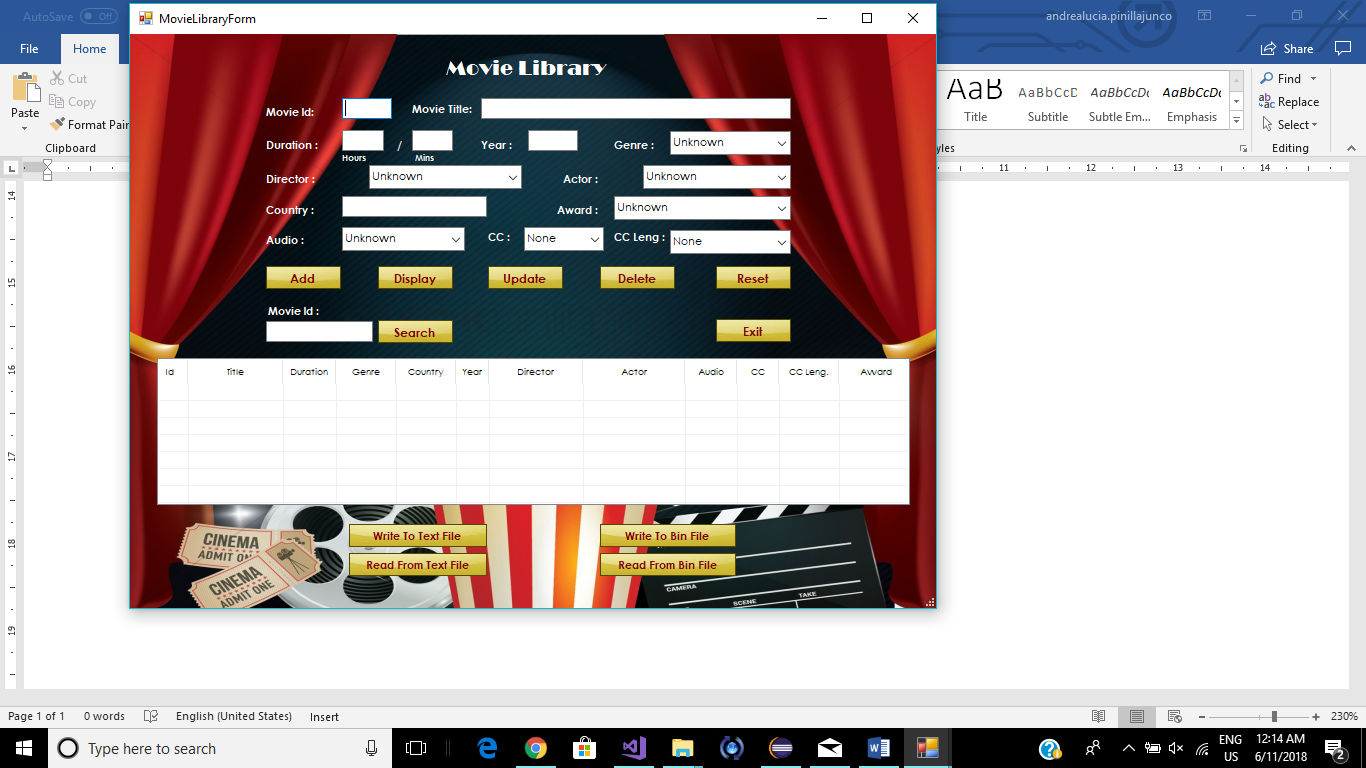 AutoSave Off
MovieLibraryForm
andrealucia.pinillajunco
File Home
Share
Cut
Copy
Paste
Format Pain
Clipboard
AaB AaBbCcD AaBbCcDc AaBbCcDc
Title Subtitle Subtle Em... Emphasis
yles
Find
Replace
Select
Editing
11 12 13 14
14
15
16
17
18
19
Movie Library
Movie Id: Movie Title:
Duration : / Year : Genre : Unknown
Hours Mins
Director : Unknown Actor : Unknown
Country : Award : Unknown
Audio : Unknown CC : None CC Leng : None
Add Display Update Delete Reset
Movie Id :
Search Exit
Id Title Duration Genre Country Year Director Actor Audio CC CC Leng. Award
Write To Text File Write To Bin File
Read From Text File Read From Bin File
CINEMA
ADMIT ONE
CINEMA
ADMIT ONE
CAMERA
SCENE TAKE
Page 1 of 1 0 words English (United States) Insert 230%
Type here to search
ENG
US
12:14 AM
6/11/2018
2